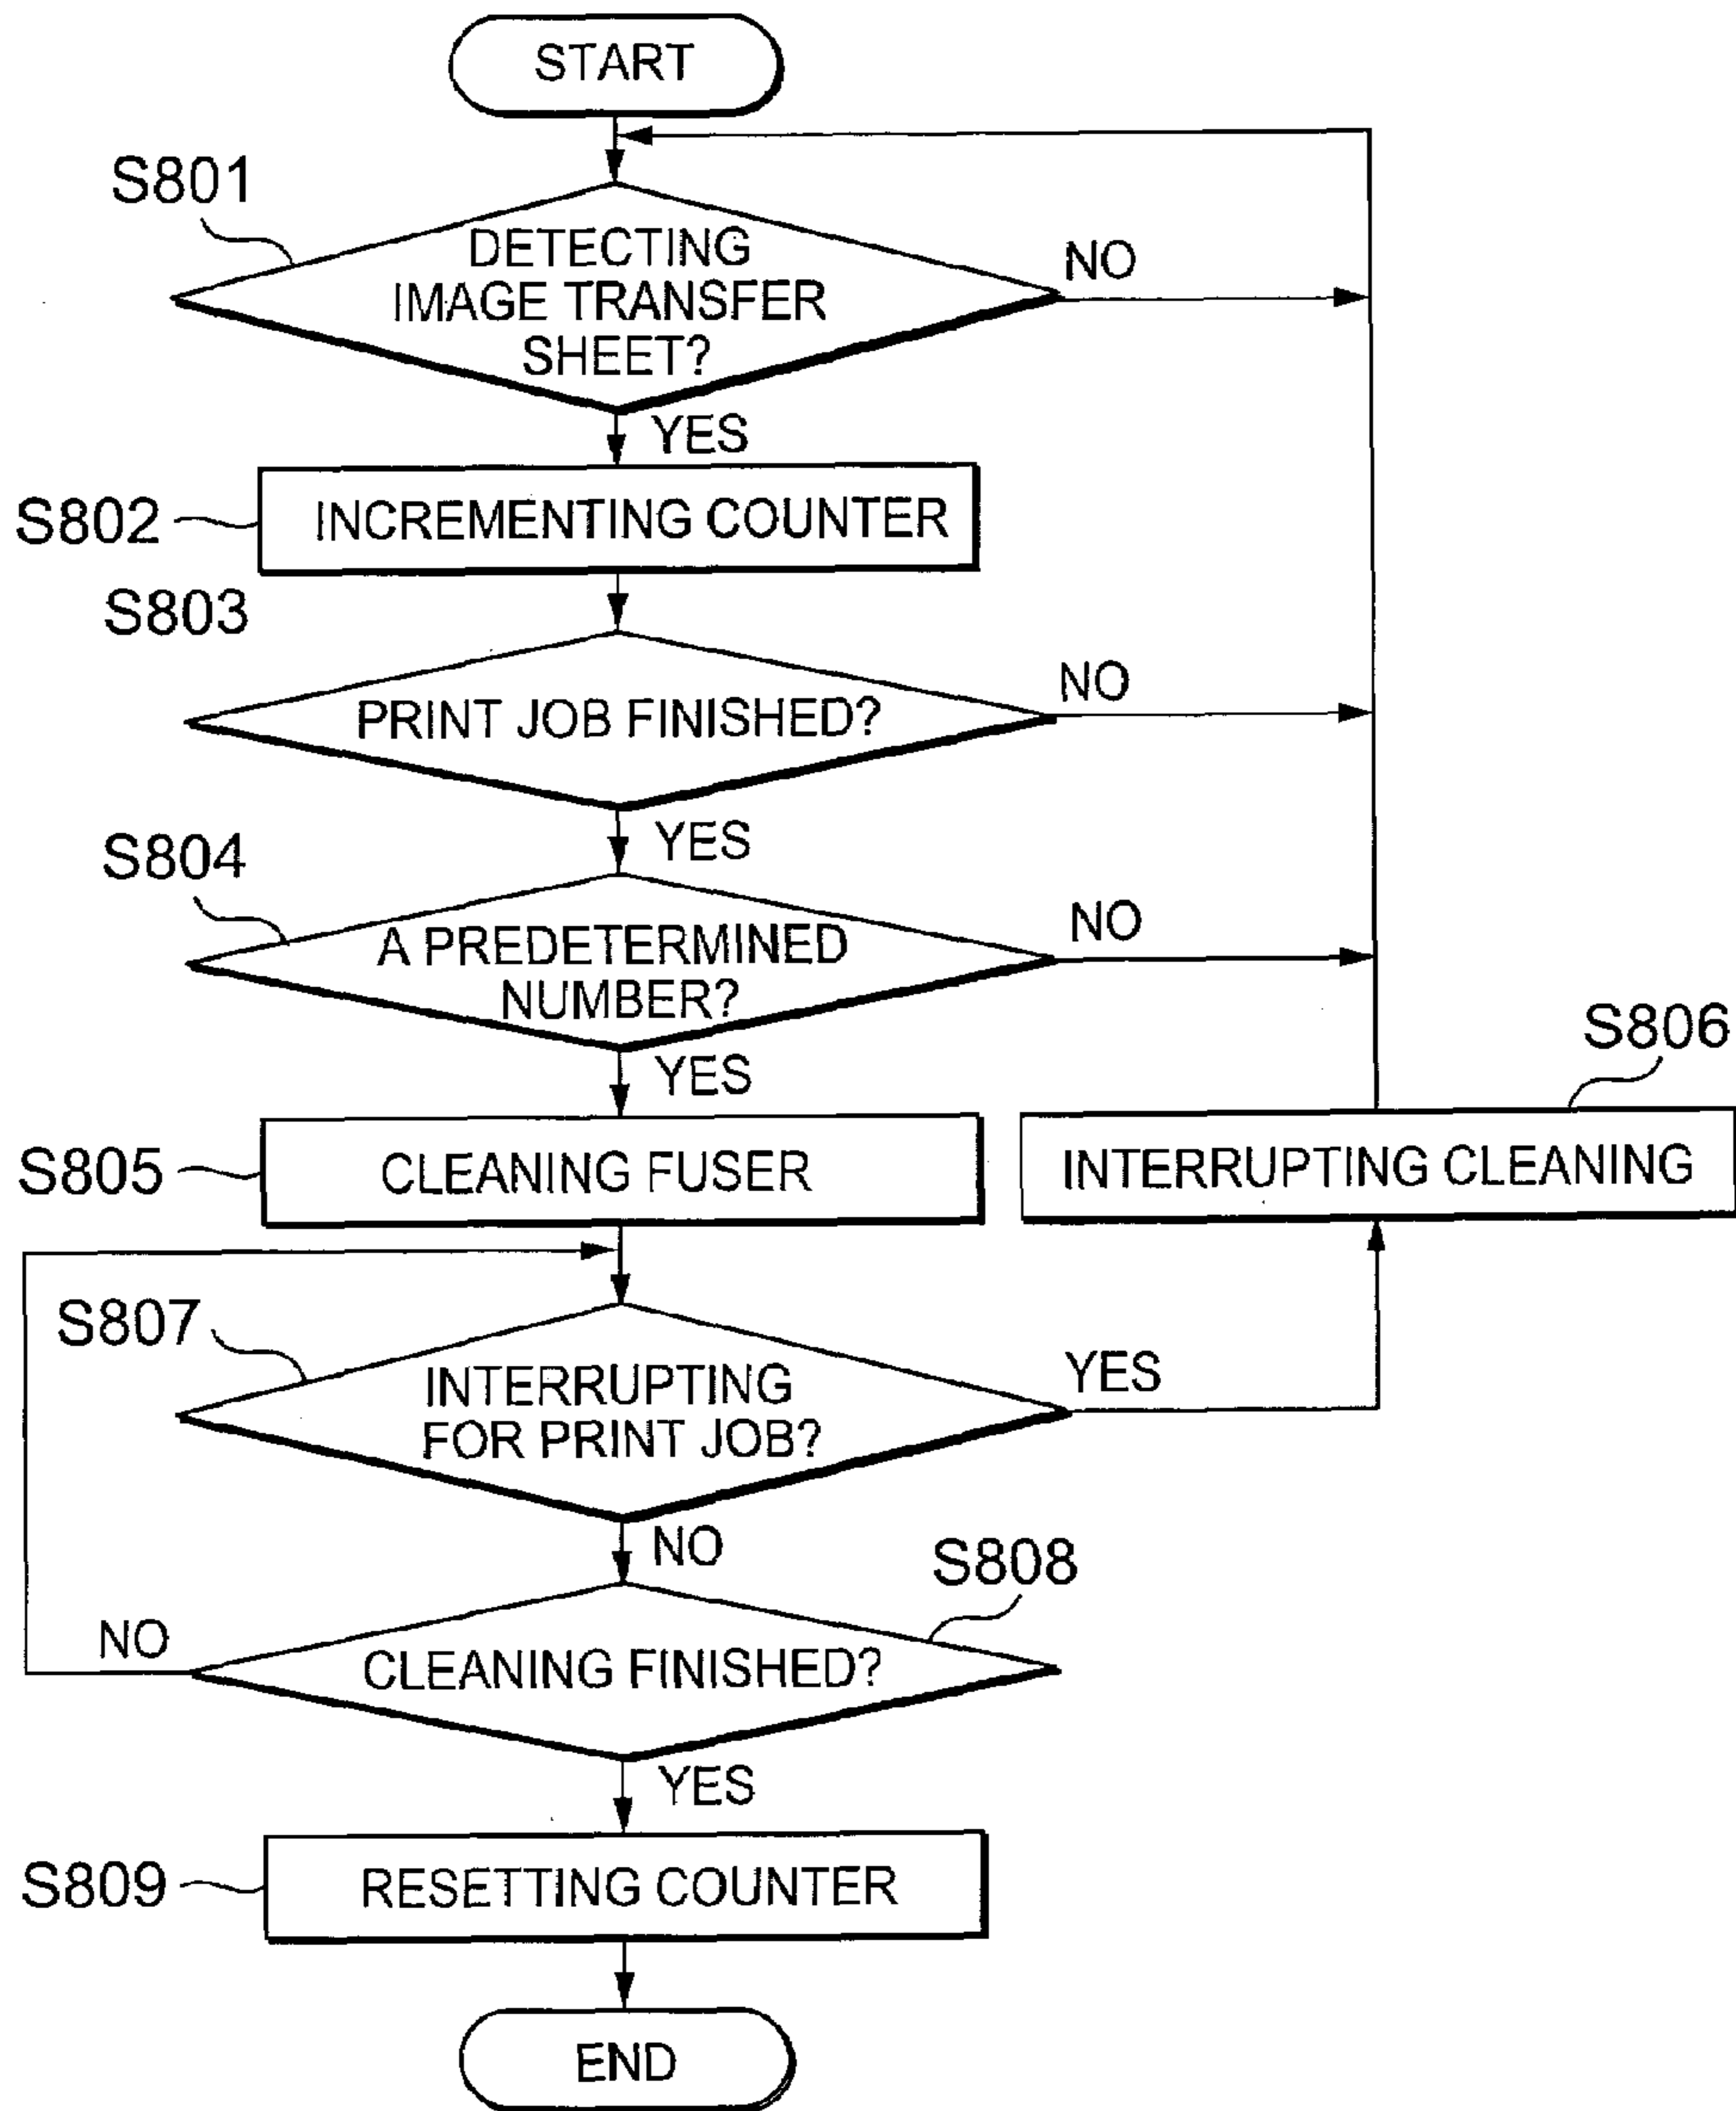 START
S801
DETECTING
IMAGE TRANSFER
SHEET?
NO
YES
S802
INCREMENTING COUNTER
S803
PRINT JOB FINISHED?
NO
YES
S804
A PREDETERMINED
NUMBER?
NO
YES
S805
CLEANING FUSER
S806
INTERRUPTING CLEANING
S807
INTERRUPTING
FOR PRINT JOB?
YES
NO
S808
CLEANING FINISHED?
NO
YES
S809
RESETTING COUNTER
END